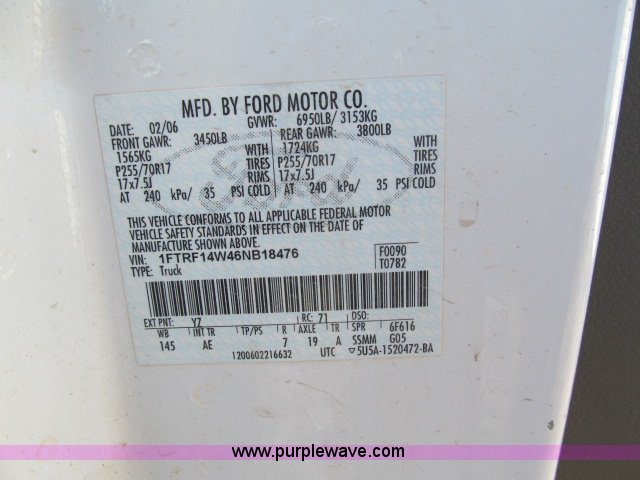 MFD. BY FORD MOTOR CO.
DATE: 02/06 GVWR: 6950LB/ 3153KG
FRONT GAWR: 3450LB REAR GAWR: 3800LB
1565KG WITH 1724KG WITH
P255/70R17 TIRES P255/70R17 TIRES
17x7.5J RIMS 17x7.5J RIMS
AT 240 kPa/ 35 PSI COLD AT 240 kPa/ 35 PSI COLD
THIS VEHICLE CONFORMS TO ALL APPLICABLE FEDERAL MOTOR
VEHICLE SAFETY STANDARDS IN EFFECT ON THE DATE OF
MANUFACTURE SHOWN ABOVE.
VIN: 1FTRF14W46NB18476 F0090
TYPE: Truck T0782
EXT PNT: Y7 RC: 71 DSO:
WB INT TR TP/PS R AXLE TR SPR 6F616
145 AE 7 19 A SSMM G05
1200602216632 UTC 5U5A-1520472-BA
Ford
www.purplewave.com